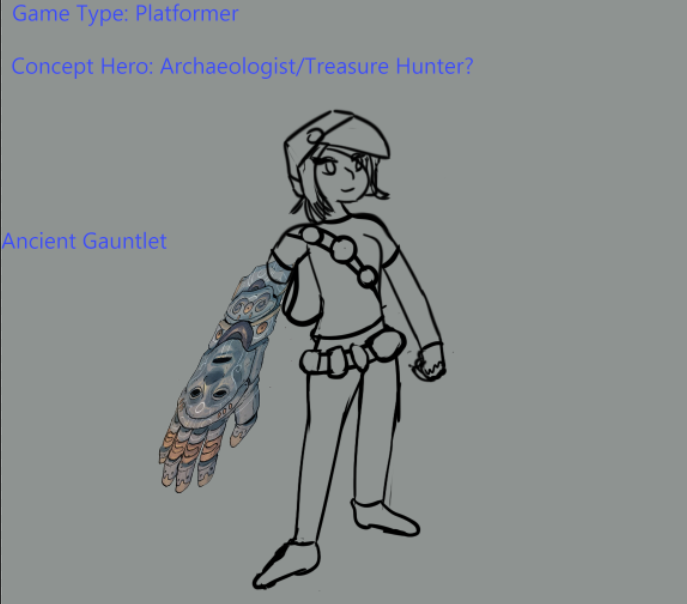 Game Type: Platformer
Concept Hero: Archaeologist/Treasure Hunter?
Ancient Gauntlet